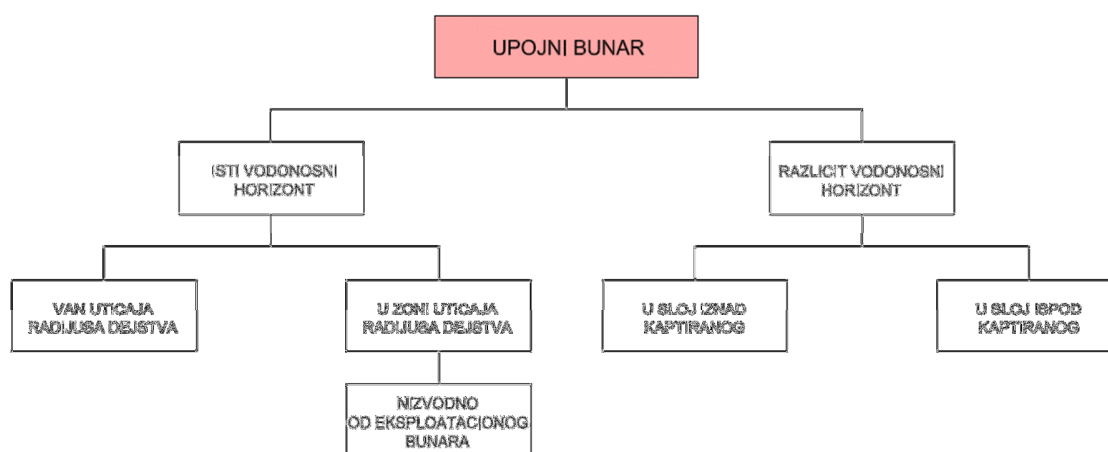 UPOJNI BUNAR
ISTI VODONOSNI
HORIZONT
RAZLICIT VODONOSNI
HORIZONT
VAN UTICAJA
RADIJUSA DEJSTVA
U ZONI UTICAJA
RADIJUSA DEJSTVA
U SLOJ IZNAD
KAPTIRANOG
U SLOJ ISPOD
KAPTIRANOG
NIZVODNO
OD EKSPLOATACIONOG
BUNARA